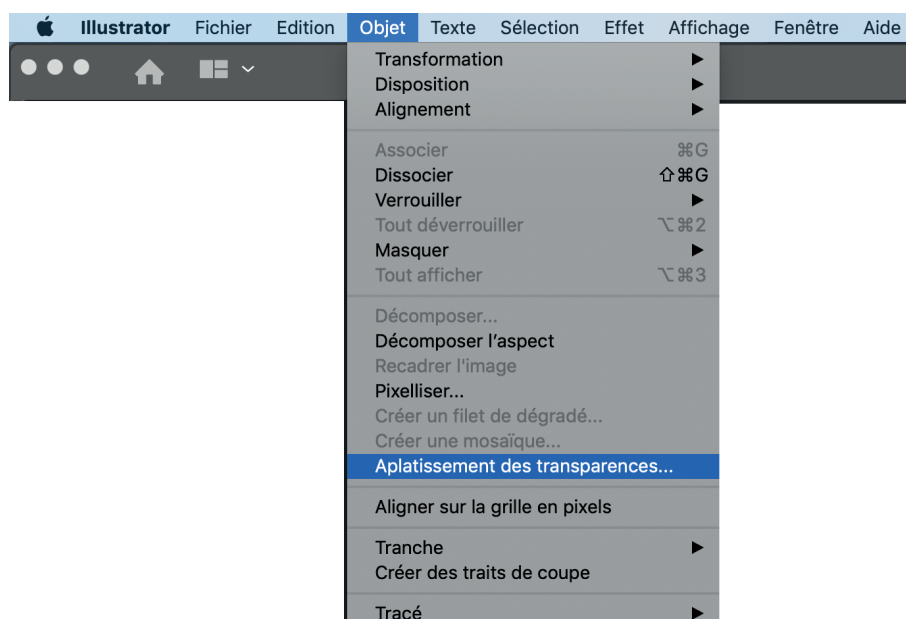 Illustrator Fichier Edition Objet Texte Sélection Effet Affichage Fenêtre Aide
Transformation
Disposition
Alignement
Associer ⌘G
Dissocier ⇧⌘G
Verrouiller
Tout déverrouiller ⌥⌘2
Masquer
Tout afficher ⌥⌘3
Décomposer...
Décomposer l'aspect
Recadrer l'image
Pixelliser...
Créer un filet de dégradé...
Créer une mosaïque...
Aplatissement des transparences...
Aligner sur la grille en pixels
Tranche
Créer des traits de coupe
Tracé